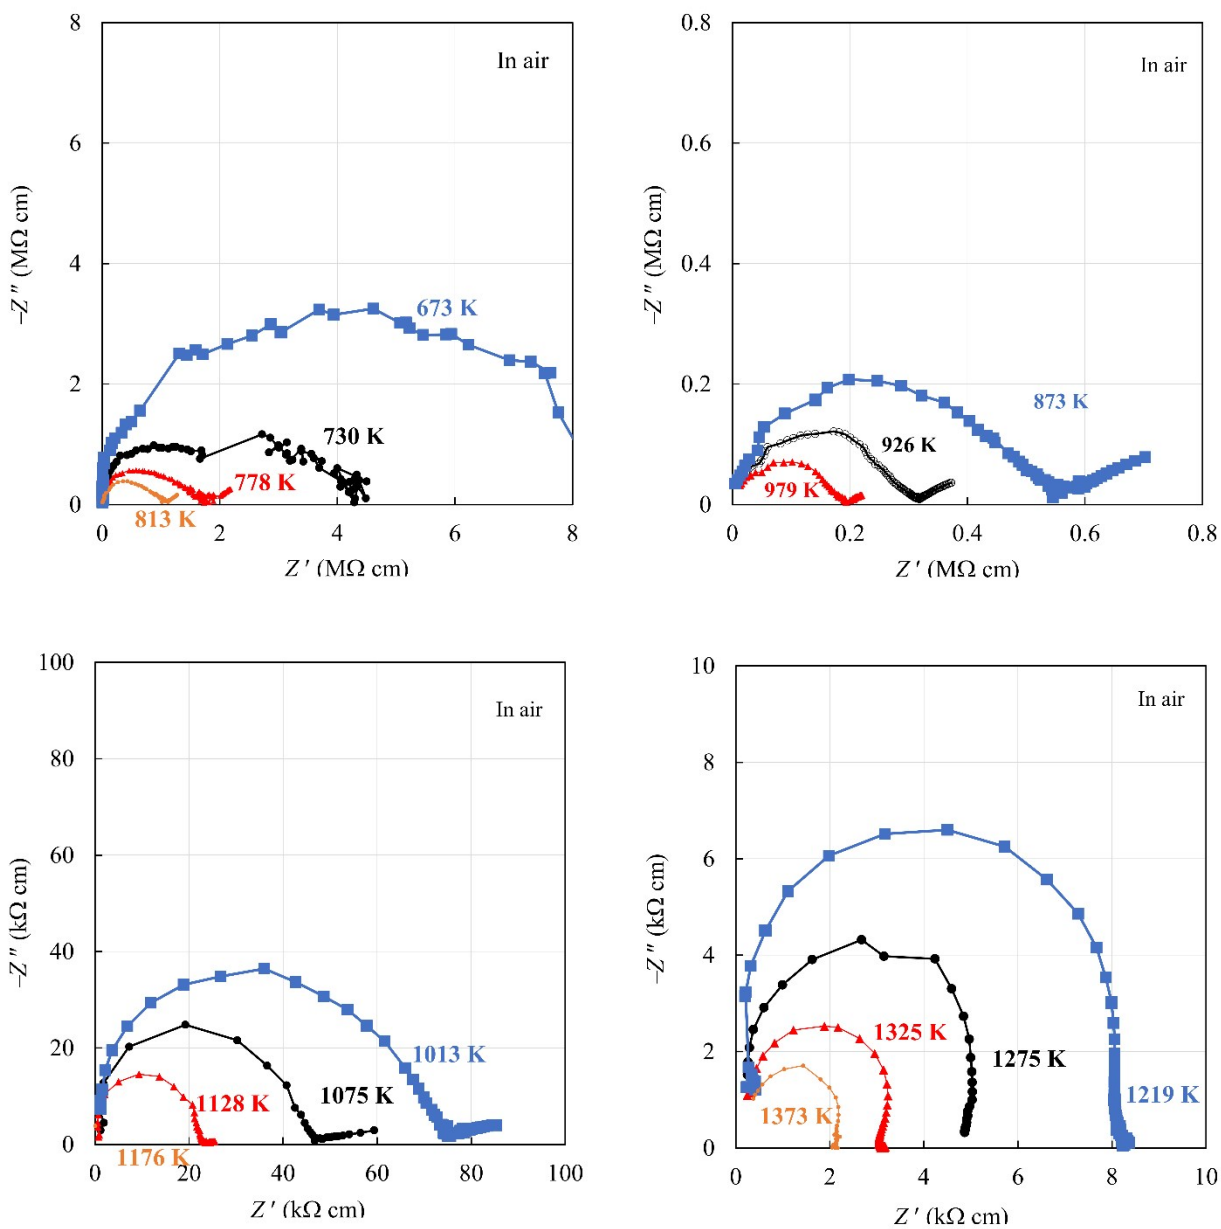 8
6
4
2
0
−Z″ (MΩ cm)
In air
673 K
730 K
778 K
813 K
0 2 4 6 8
Z′ (MΩ cm)
0.8
0.6
0.4
0.2
0
−Z″ (MΩ cm)
In air
873 K
926 K
979 K
0 0.2 0.4 0.6 0.8
Z′ (MΩ cm)
100
80
60
40
20
0
−Z″ (kΩ cm)
In air
1013 K
1075 K
1128 K
1176 K
0 20 40 60 80 100
Z′ (kΩ cm)
10
8
6
4
2
0
−Z″ (kΩ cm)
In air
1325 K
1275 K
1219 K
1373 K
0 2 4 6 8 10
Z′ (kΩ cm)